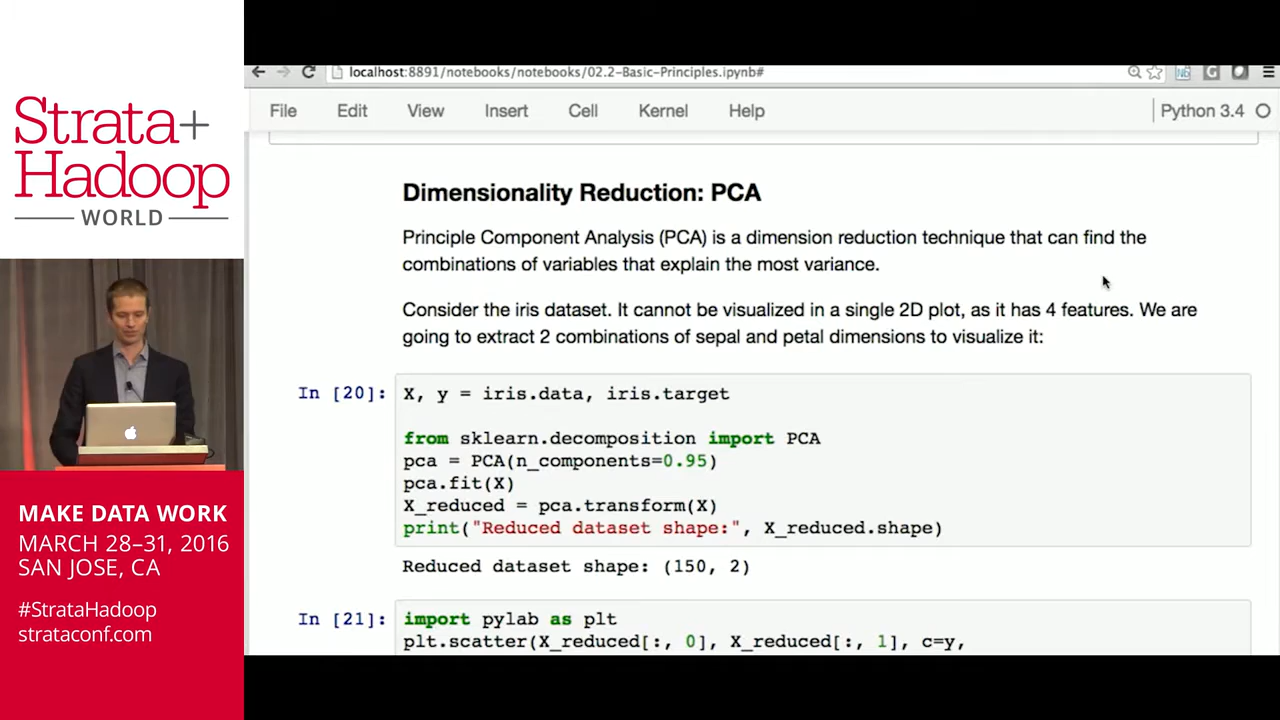 Strata+
Hadoop
WORLD
MAKE DATA WORK
MARCH 28–31, 2016
SAN JOSE, CA
#StrataHadoop
strataconf.com
localhost:8891/notebooks/notebooks/02.2-Basic-Principles.ipynb#
File Edit View Insert Cell Kernel Help Python 3.4
Dimensionality Reduction: PCA
Principle Component Analysis (PCA) is a dimension reduction technique that can find the
combinations of variables that explain the most variance.
Consider the iris dataset. It cannot be visualized in a single 2D plot, as it has 4 features. We are
going to extract 2 combinations of sepal and petal dimensions to visualize it:
In [20]: X, y = iris.data, iris.target
from sklearn.decomposition import PCA
pca = PCA(n_components=0.95)
pca.fit(X)
X_reduced = pca.transform(X)
print("Reduced dataset shape:", X_reduced.shape)
Reduced dataset shape: (150, 2)
In [21]: import pylab as plt
plt.scatter(X_reduced[:, 0], X_reduced[:, 1], c=y,